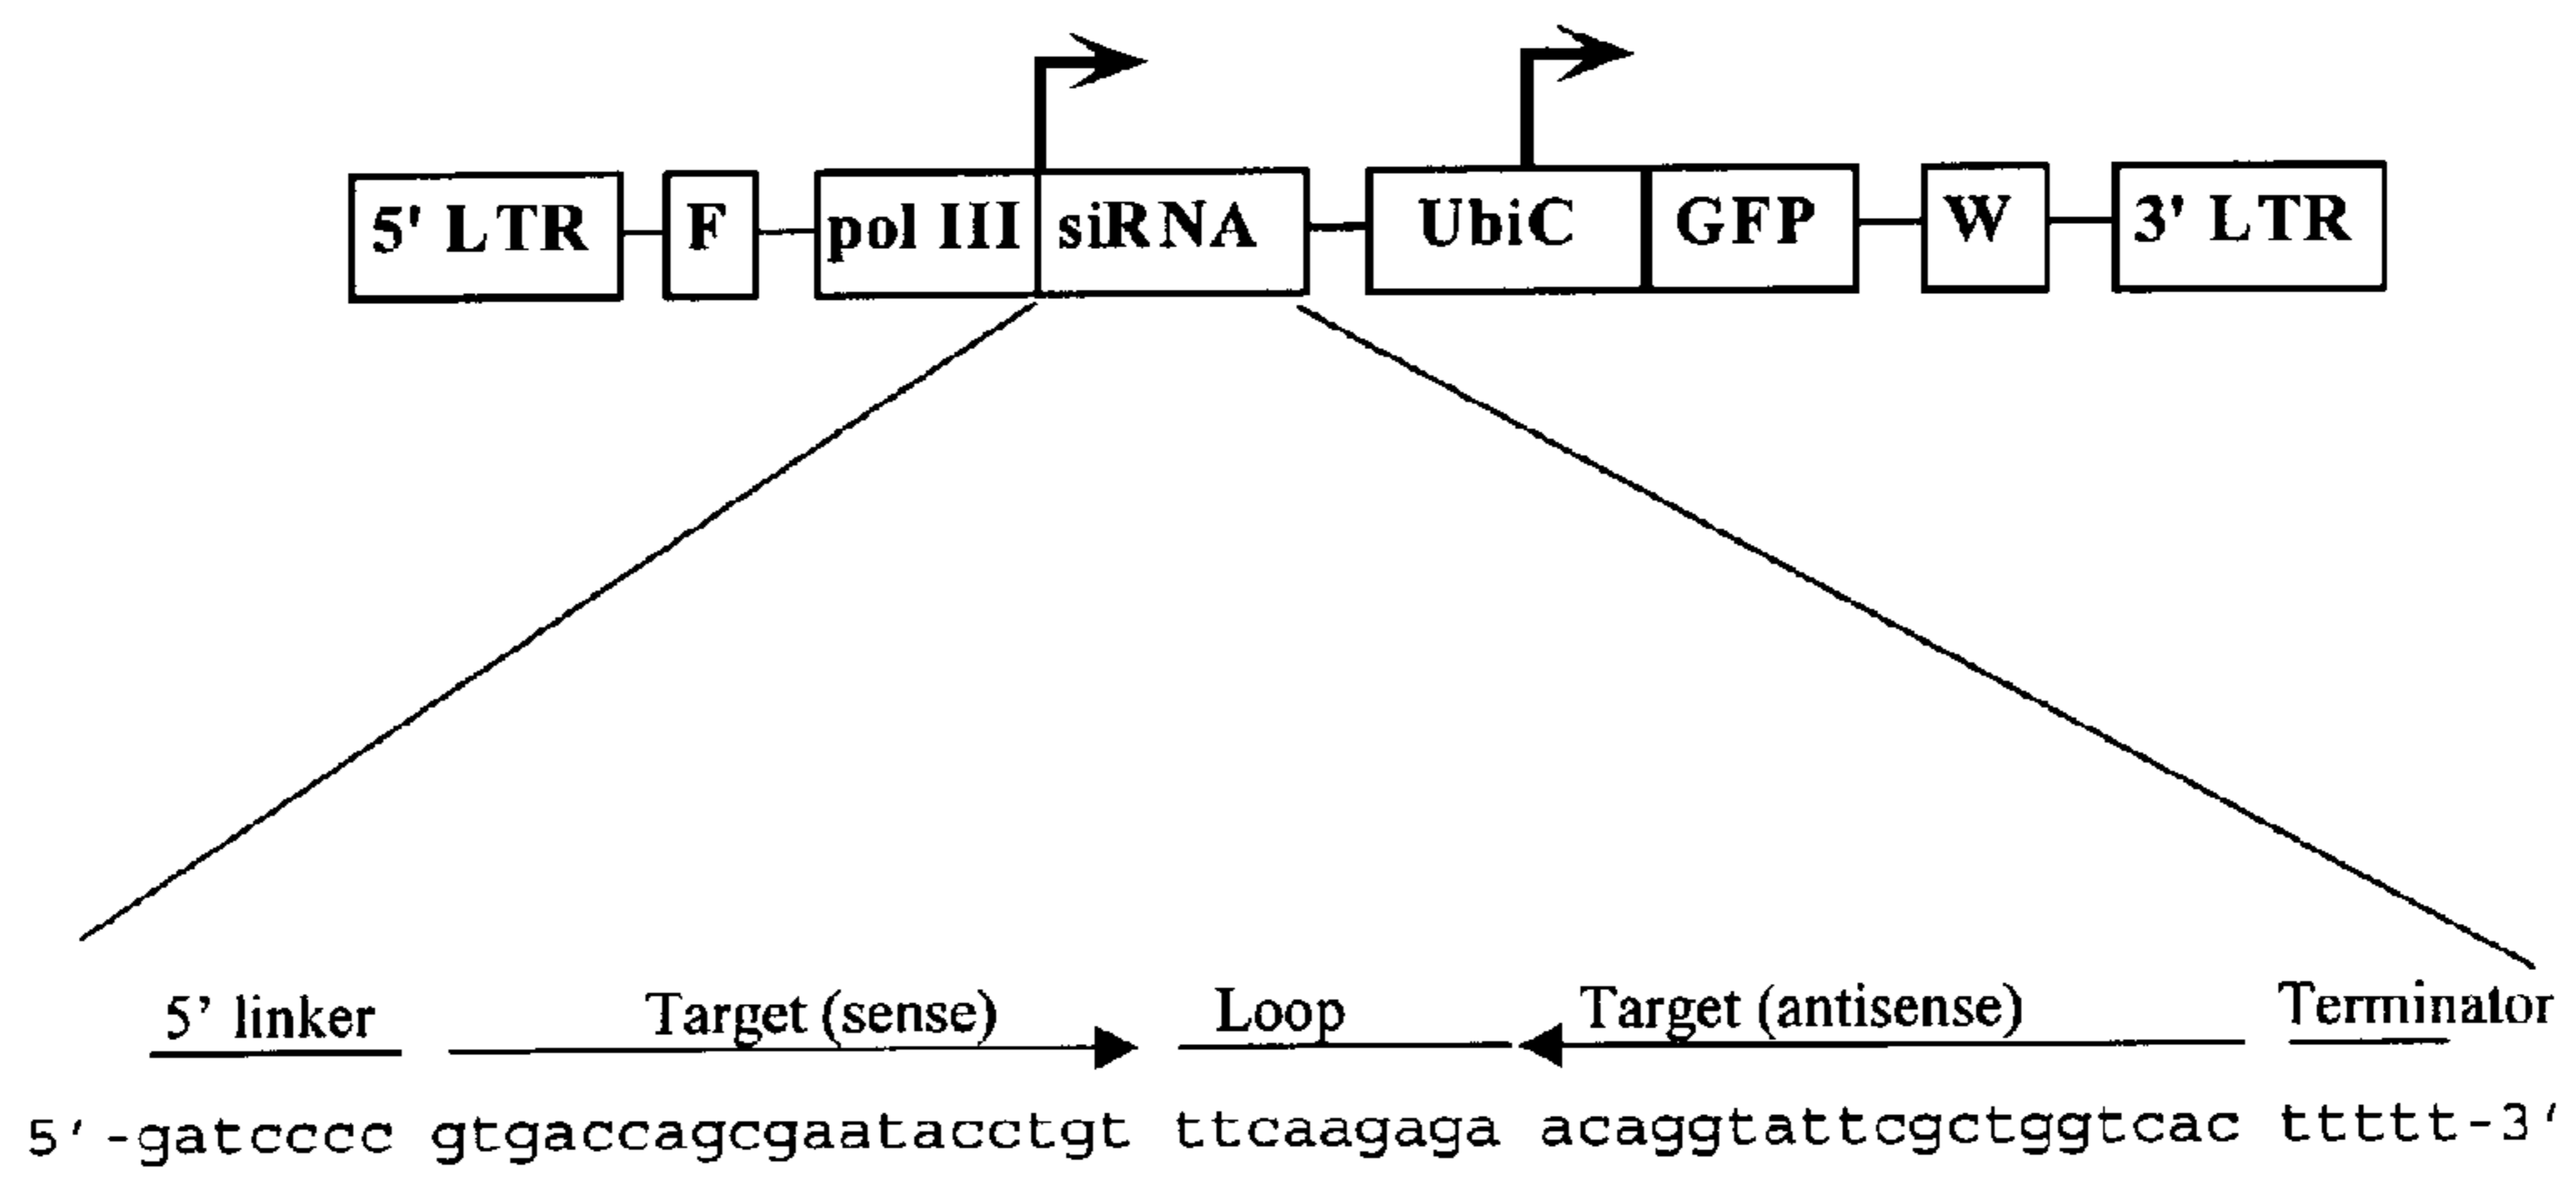 5' LTR F pol III siRNA UbiC GFP W 3' LTR
5’ linker Target (sense) Loop Target (antisense) Terminator
5'-gatcccc gtgaccagcgaatacctgt ttcaagaga acaggtattcgctggtcac ttttt-3'